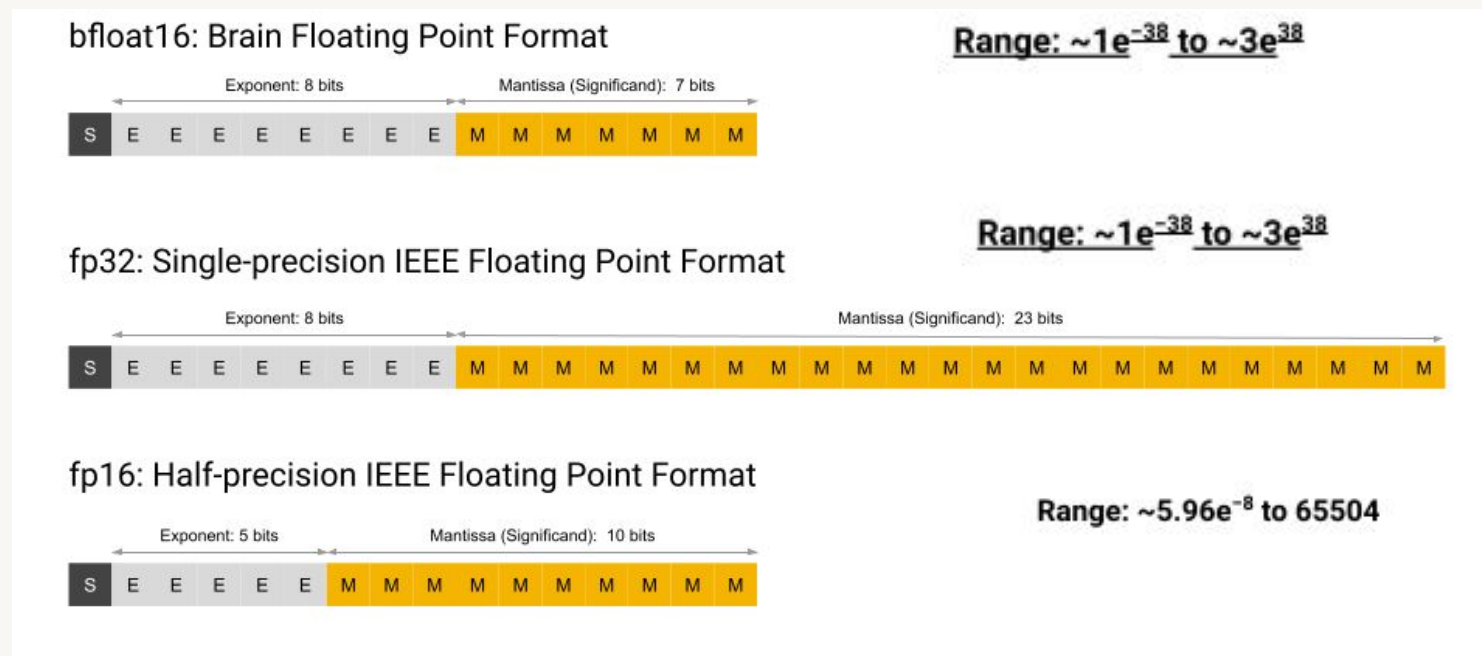 bfloat16: Brain Floating Point Format
Range: ~1e⁻³⁸ to ~3e³⁸
Exponent: 8 bits
Mantissa (Significand): 7 bits
S E E E E E E E E M M M M M M M
Range: ~1e⁻³⁸ to ~3e³⁸
fp32: Single-precision IEEE Floating Point Format
Exponent: 8 bits
Mantissa (Significand): 23 bits
S E E E E E E E E M M M M M M M M M M M M M M M M M M M M M M M
fp16: Half-precision IEEE Floating Point Format
Range: ~5.96e⁻⁸ to 65504
Exponent: 5 bits
Mantissa (Significand): 10 bits
S E E E E E M M M M M M M M M M